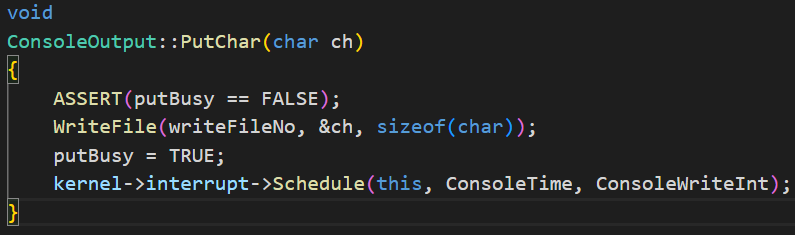 void
ConsoleOutput::PutChar(char ch)
{
    ASSERT(putBusy == FALSE);
    WriteFile(writeFileNo, &ch, sizeof(char));
    putBusy = TRUE;
    kernel->interrupt->Schedule(this, ConsoleTime, ConsoleWriteInt);
}